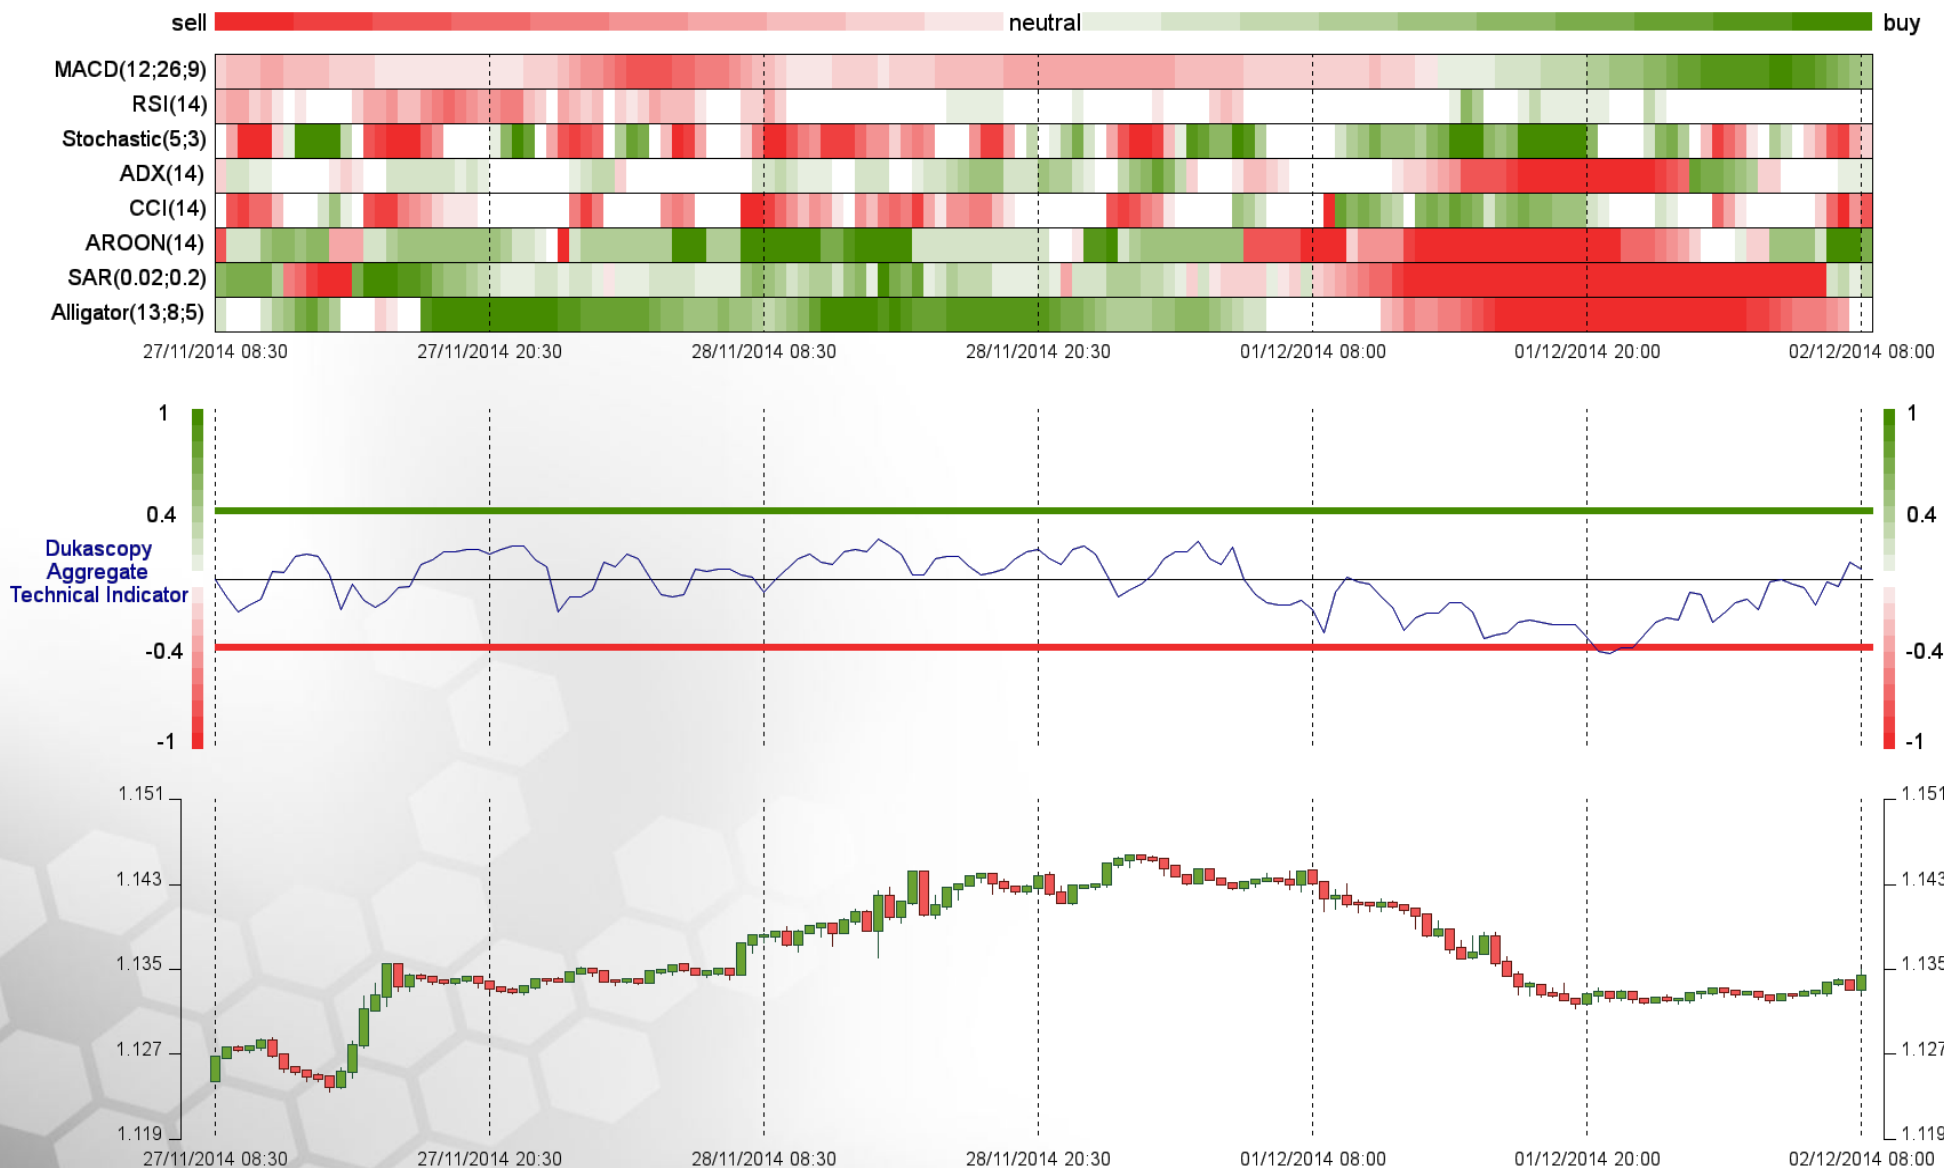 sell neutral buy
MACD(12;26;9)
RSI(14)
Stochastic(5;3)
ADX(14)
CCI(14)
AROON(14)
SAR(0.02;0.2)
Alligator(13;8;5)
27/11/2014 08:30 27/11/2014 20:30 28/11/2014 08:30 28/11/2014 20:30 01/12/2014 08:00 01/12/2014 20:00 02/12/2014 08:00
1 1
0.4 0.4
Dukascopy
Aggregate
Technical Indicator
-0.4 -0.4
-1 -1
1.151 1.151
1.143 1.143
1.135 1.135
1.127 1.127
1.119 1.119
27/11/2014 08:30 27/11/2014 20:30 28/11/2014 08:30 28/11/2014 20:30 01/12/2014 08:00 01/12/2014 20:00 02/12/2014 08:00